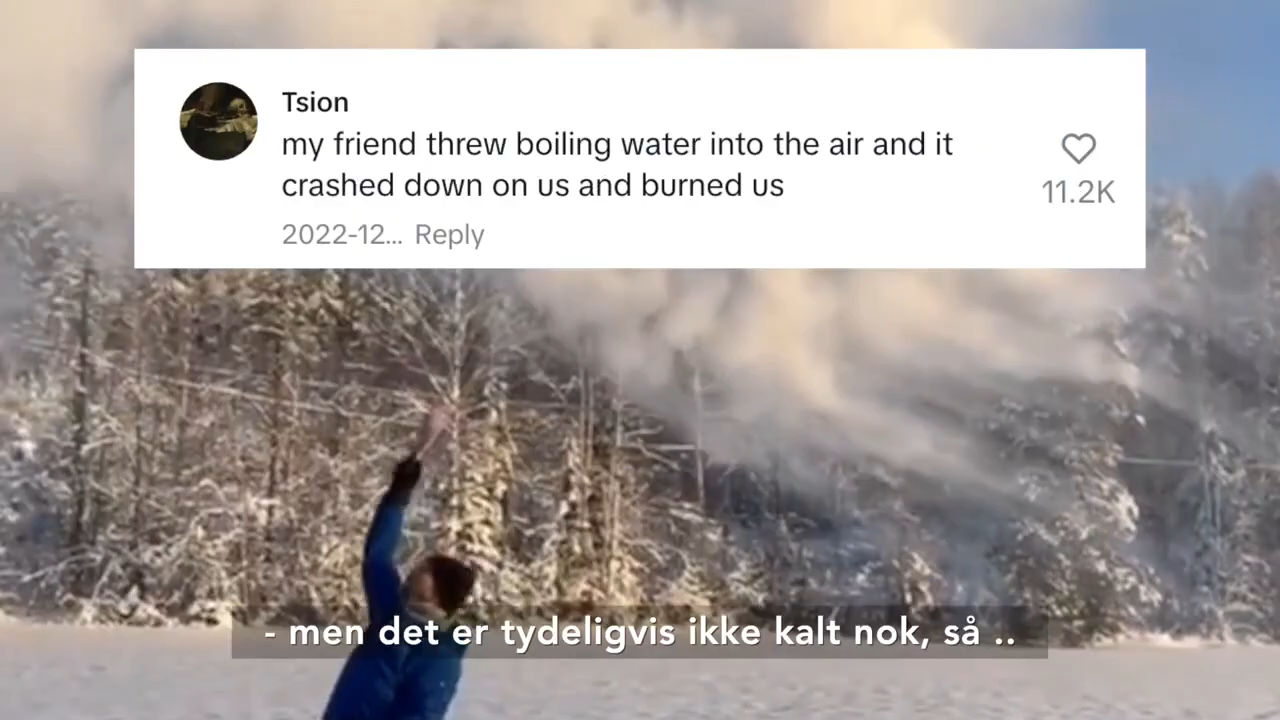 Tsion
my friend threw boiling water into the air and it
crashed down on us and burned us
2022-12... Reply
11.2K
- men det er tydeligvis ikke kalt nok, så ..